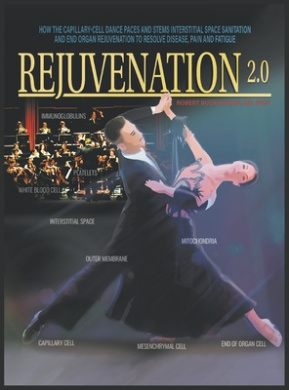 HOW THE CAPILLARY-CELL DANCE PACES AND STEMS INTERSTITIAL SPACE SANITATION
AND END ORGAN REJUVENATION TO RESOLVE DISEASE, PAIN AND FATIGUE
REJUVENATION 2.0
ROBERT
IMMUNOGLOBULINS
PLATELETS
WHITE BLOOD CELL
INTERSTITIAL SPACE
MITOCHONDRIA
OUTER MEMBRANE
CAPILLARY CELL
MESENCHYMAL CELL
END OF ORGAN CELL